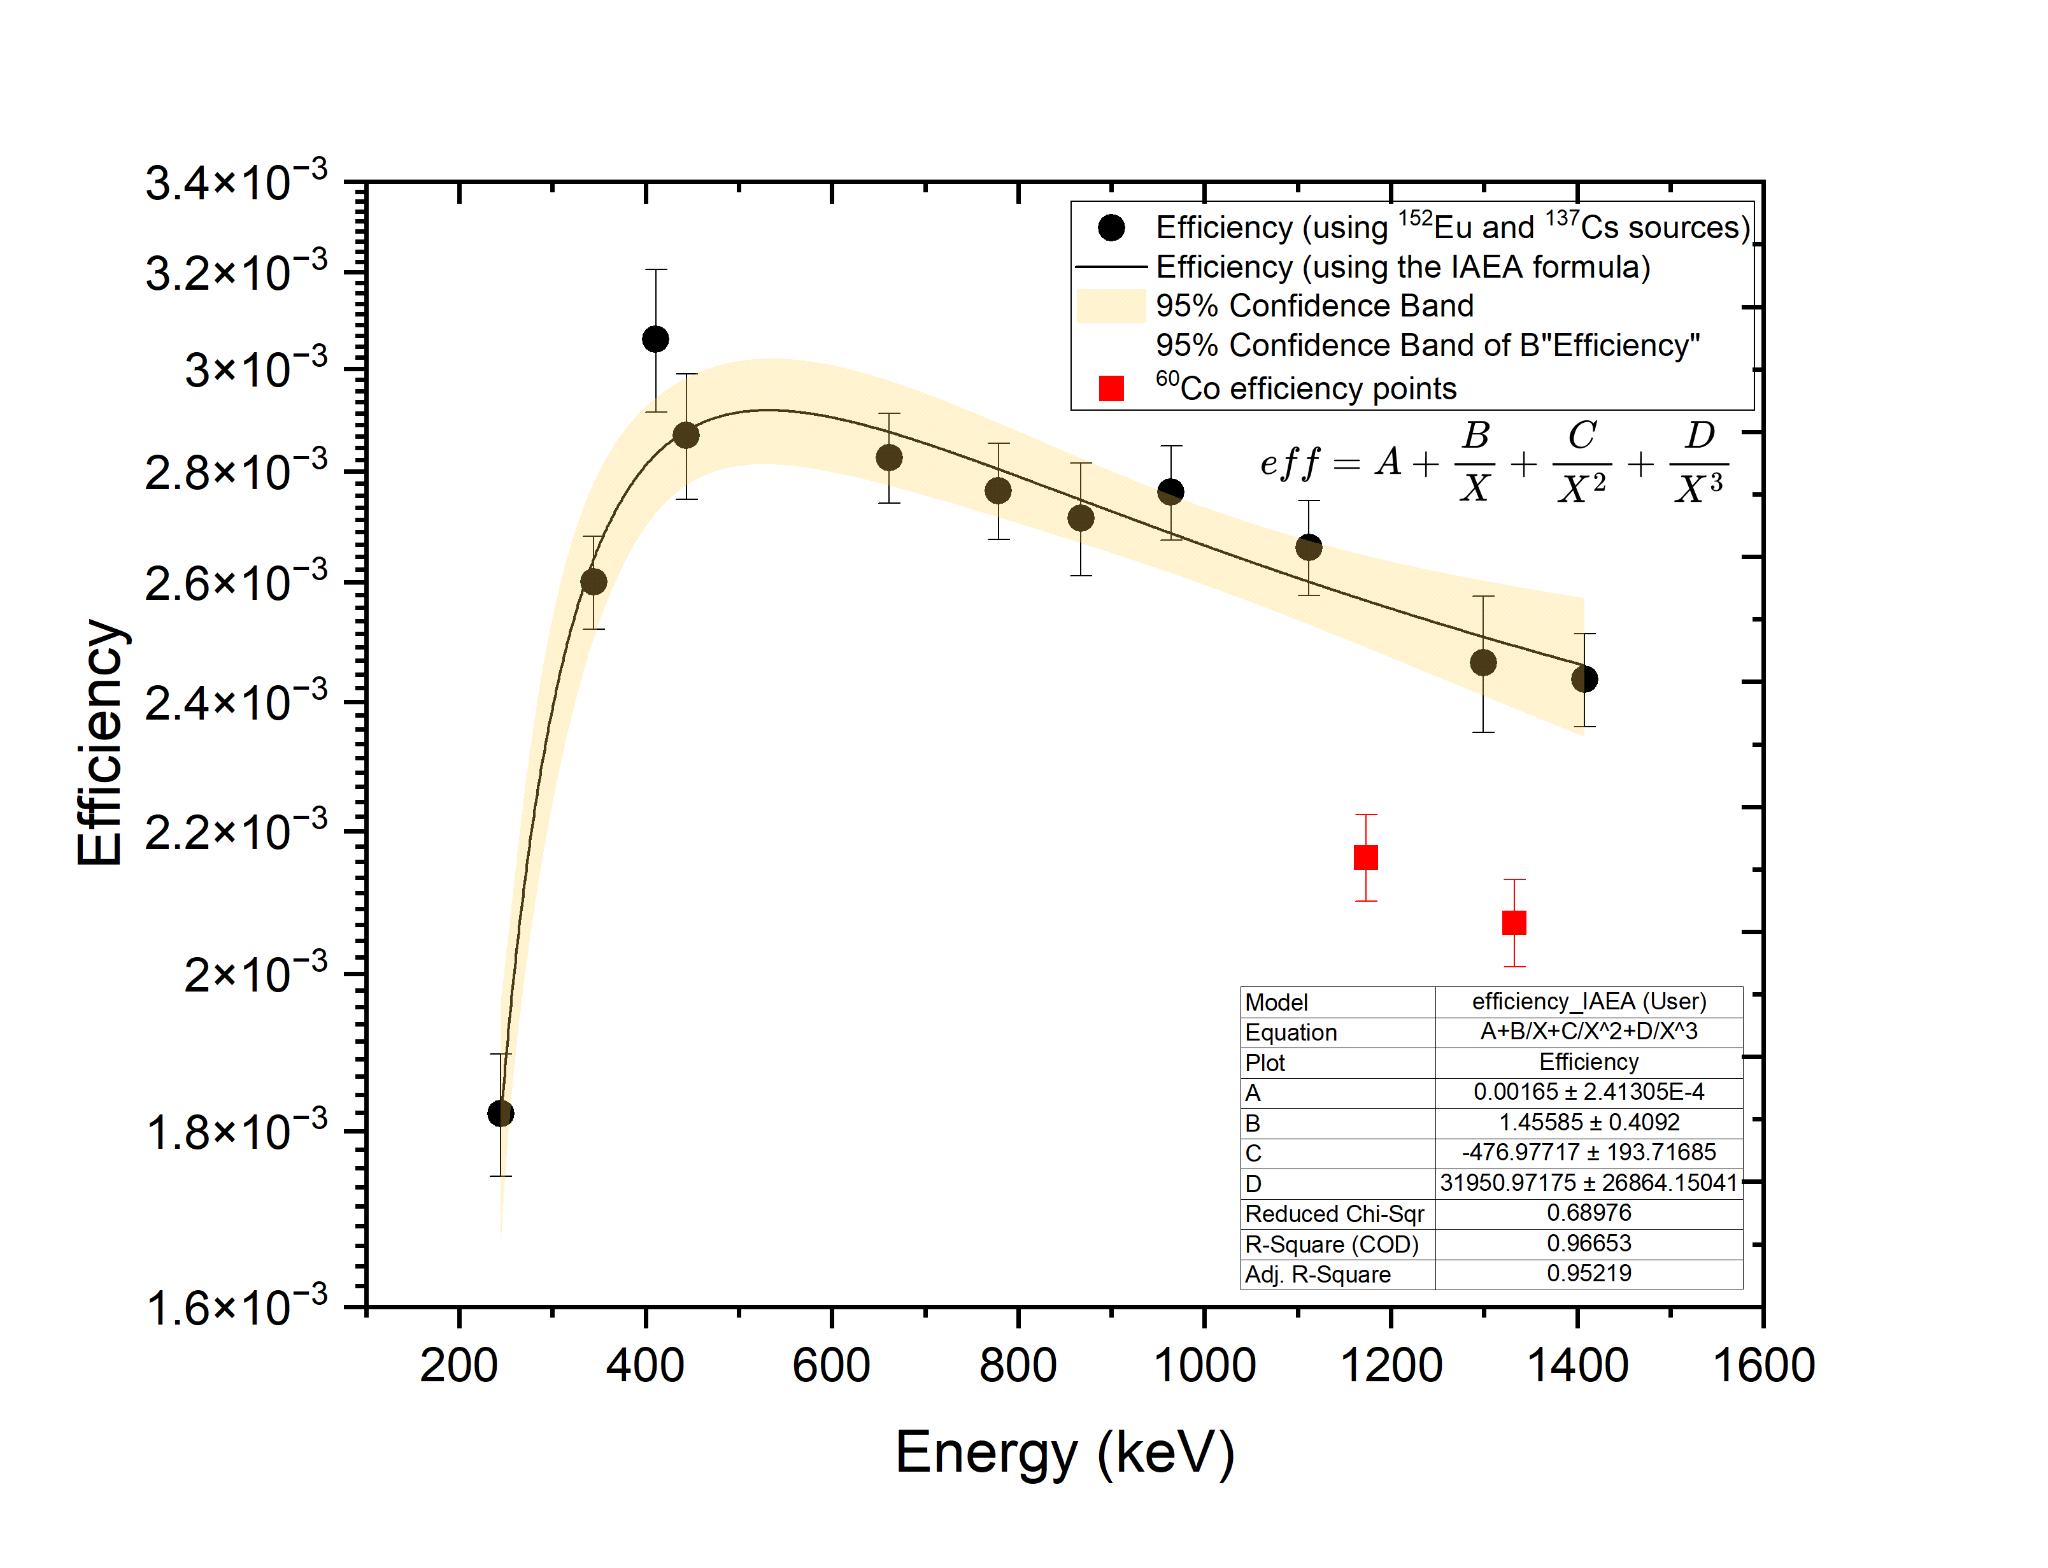 3.4×10⁻³
3.2×10⁻³
3×10⁻³
2.8×10⁻³
2.6×10⁻³
2.4×10⁻³
2.2×10⁻³
2×10⁻³
1.8×10⁻³
1.6×10⁻³
Efficiency
Efficiency (using ¹⁵²Eu and ¹³⁷Cs sources)
Efficiency (using the IAEA formula)
95% Confidence Band
95% Confidence Band of B"Efficiency"
⁶⁰Co efficiency points
eff = A + B/X + C/X² + D/X³
Model efficiency_IAEA (User)
Equation A+B/X+C/X^2+D/X^3
Plot Efficiency
A 0.00165 ± 2.41305E-4
B 1.45585 ± 0.4092
C -476.97717 ± 193.71685
D 31950.97175 ± 26864.15041
Reduced Chi-Sqr 0.68976
R-Square (COD) 0.96653
Adj. R-Square 0.95219
200 400 600 800 1000 1200 1400 1600
Energy (keV)